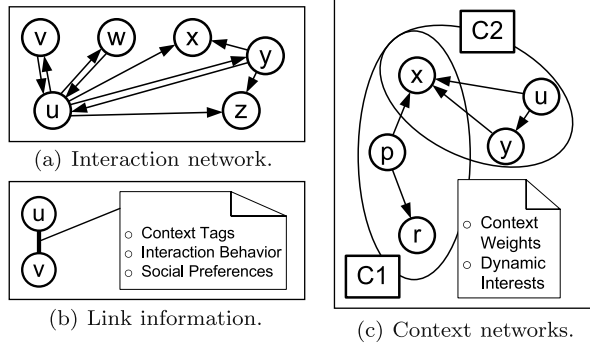 v w x y
u z
(a) Interaction network.
u
v
○ Context Tags
○ Interaction Behavior
○ Social Preferences
(b) Link information.
C2
x
u
y
p
r
C1
○ Context
Weights
○ Dynamic
Interests
(c) Context networks.